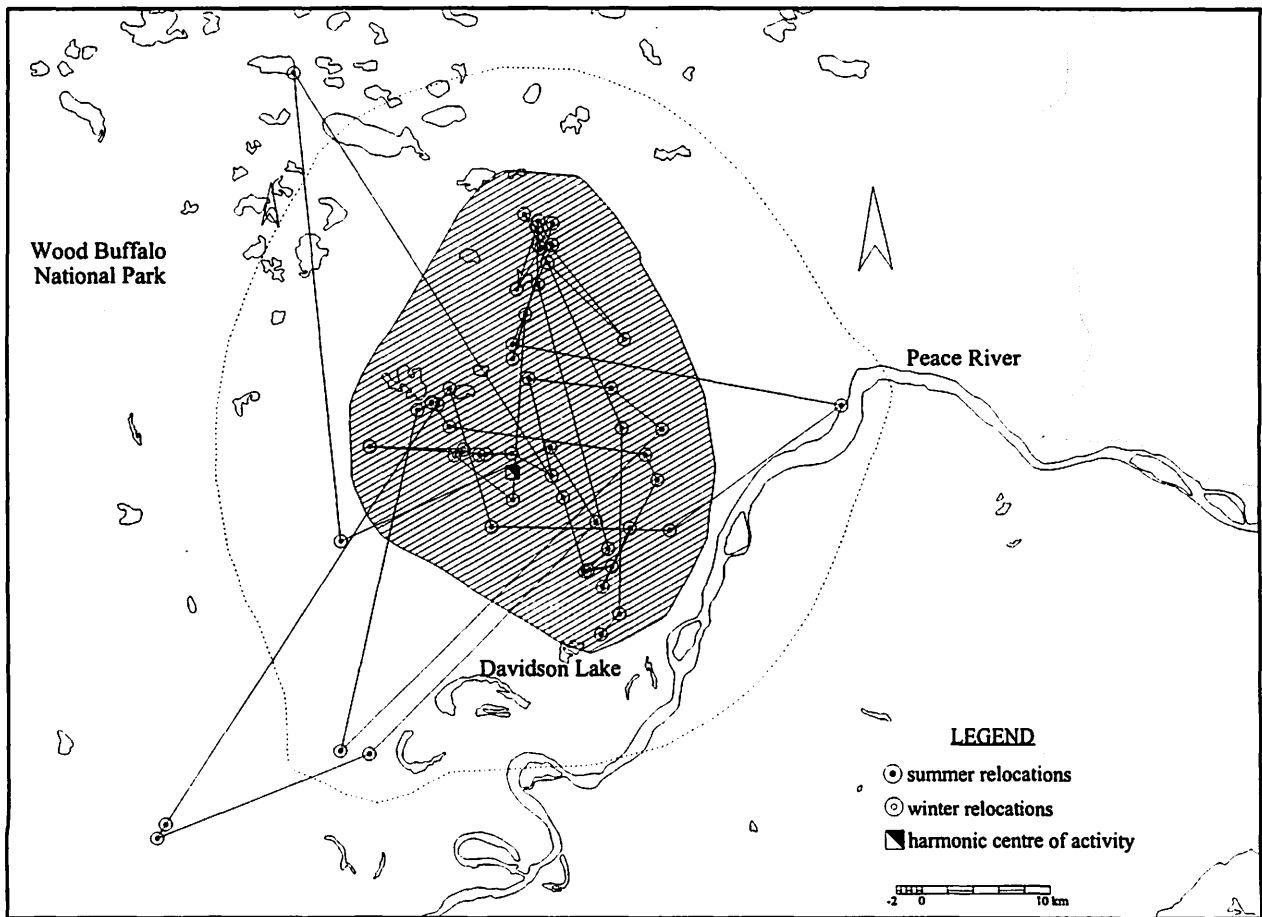 Wood Buffalo
National Park
Peace River
Davidson Lake
LEGEND
summer relocations
winter relocations
harmonic centre of activity
-2 0 10 km